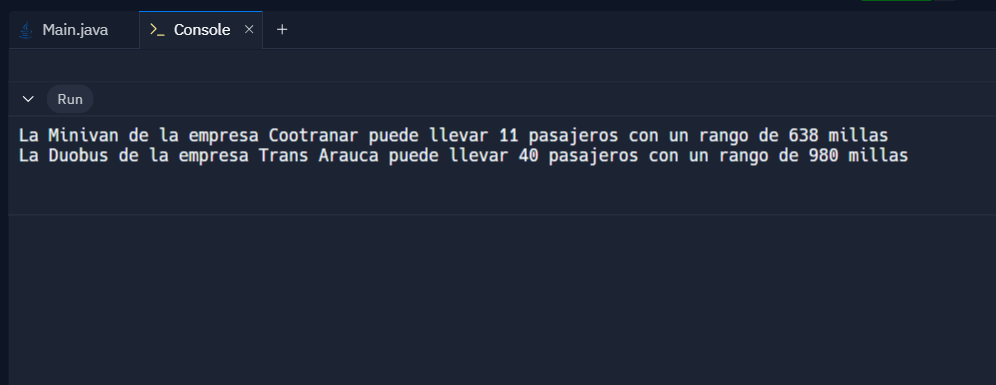 Main.java
>_ Console × +
Run
La Minivan de la empresa Cootranar puede llevar 11 pasajeros con un rango de 638 millas
La Duobus de la empresa Trans Arauca puede llevar 40 pasajeros con un rango de 980 millas